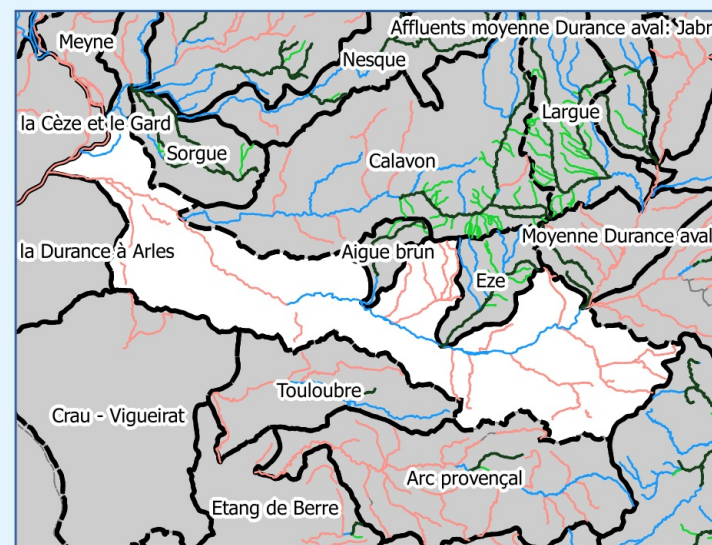 Affluents moyenne Durance aval: Jabr
Meyne
Nesque
Largue
la Cèze et le Gard
Sorgue
Calavon
Moyenne Durance aval
la Durance à Arles
Aigue brun
Eze
Touloubre
Crau - Vigueirat
Arc provençal
Etang de Berre